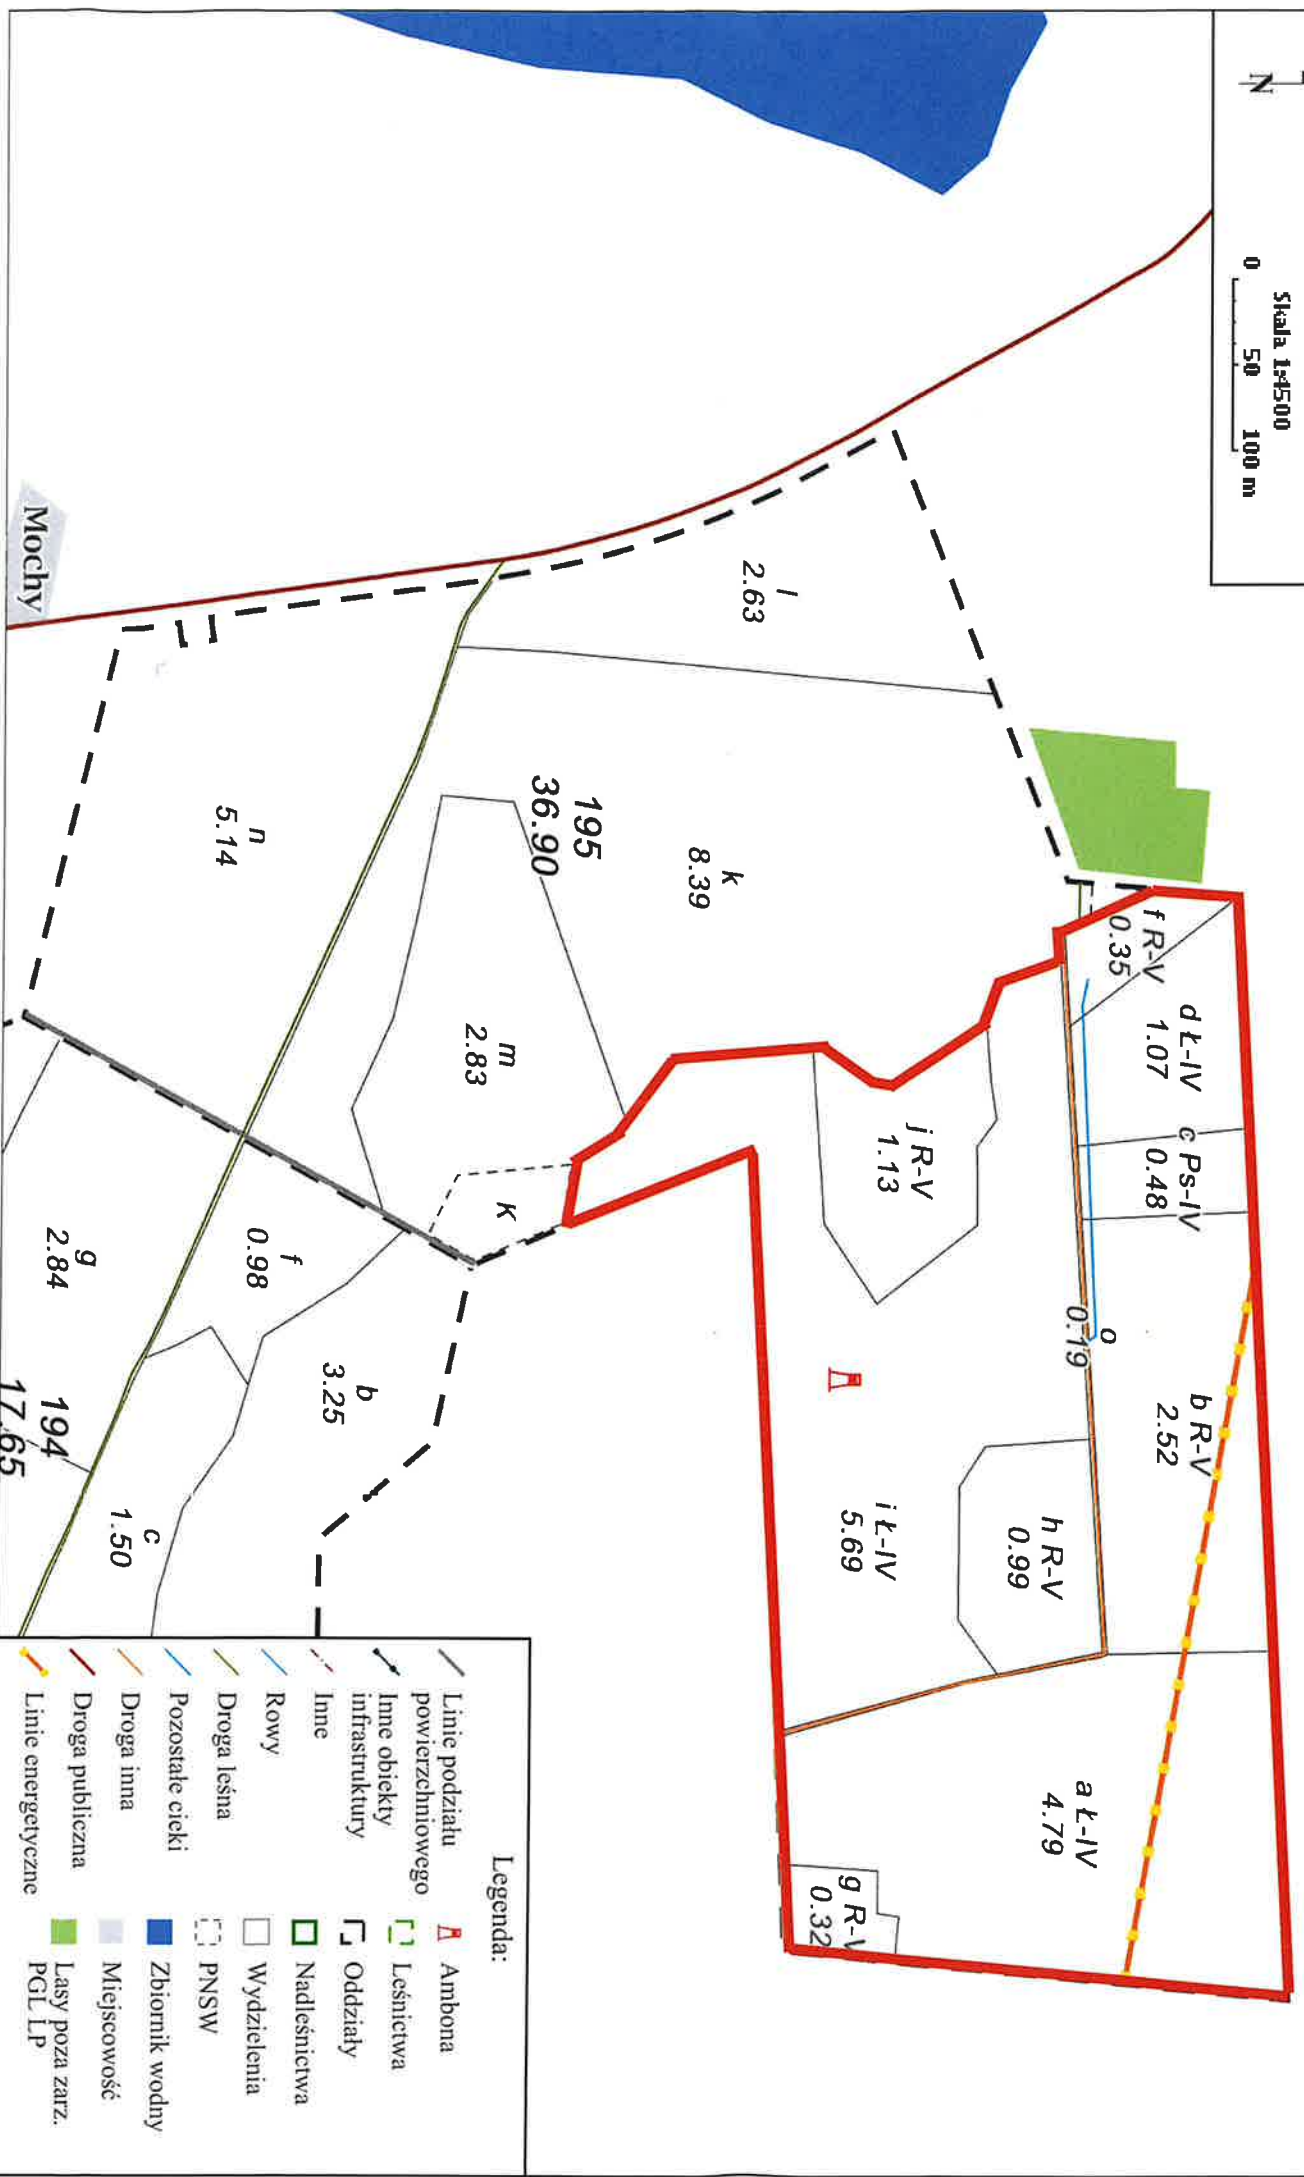 N
Skala 1:4500
0 50 100 m
f R-V
0.35
d Ł-IV
1.07
c Ps-IV
0.48
b R-V
2.52
o
0.19
a Ł-IV
4.79
h R-V
0.99
i Ł-IV
5.69
j R-V
1.13
g R-V
0.32
l
2.63
k
8.39
195
36.90
m
2.83
K
n
5.14
f
0.98
b
3.25
g
2.84
c
1.50
194
17.65
Mochy
Legenda:
Linie podziału
powierzchniowego
Inne obiekty
infrastruktury
Inne
Rowy
Droga leśna
Pozostałe cieki
Droga inna
Droga publiczna
Linie energetyczne
Ambona
Leśnictwa
Oddziały
Nadleśnictwa
Wydzielenia
PNSW
Zbiornik wodny
Miejscowość
Lasy poza zarz.
PGL LP